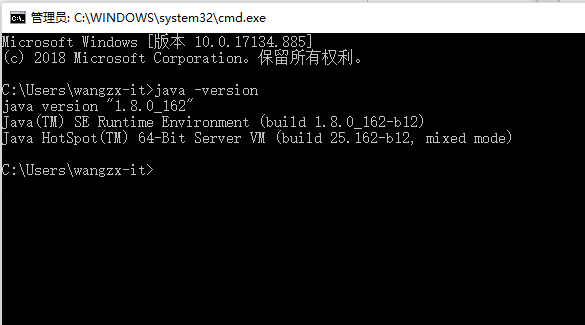 管理员: C:\WINDOWS\system32\cmd.exe
Microsoft Windows [版本 10.0.17134.885]
(c) 2018 Microsoft Corporation。保留所有权利。
C:\Users\wangzx-it>java -version
java version "1.8.0_162"
Java(TM) SE Runtime Environment (build 1.8.0_162-b12)
Java HotSpot(TM) 64-Bit Server VM (build 25.162-b12, mixed mode)
C:\Users\wangzx-it>